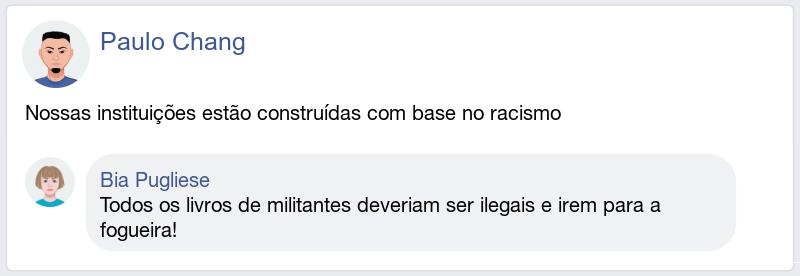 Paulo Chang
Nossas instituições estão construídas com base no racismo
Bia Pugliese
Todos os livros de militantes deveriam ser ilegais e irem para a
fogueira!